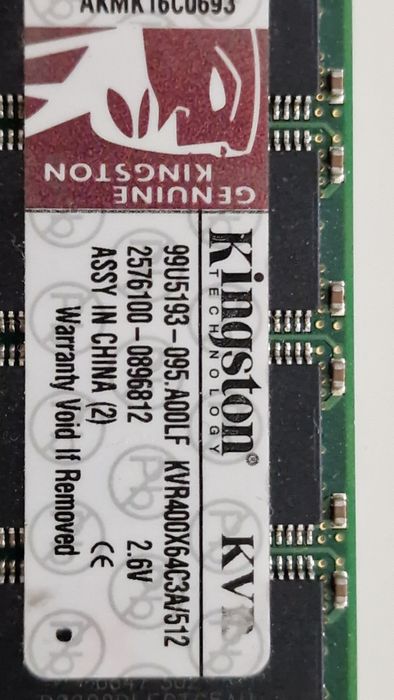 AKMK16C0693
GENUINE
KINGSTON
Kingston® KV
TECHNOLOGY
99U5193-095.A00LF KVR400X64C3A/512
2576100-0896812 2.6V
ASSY IN CHINA (2) CE
Warranty Void If Removed